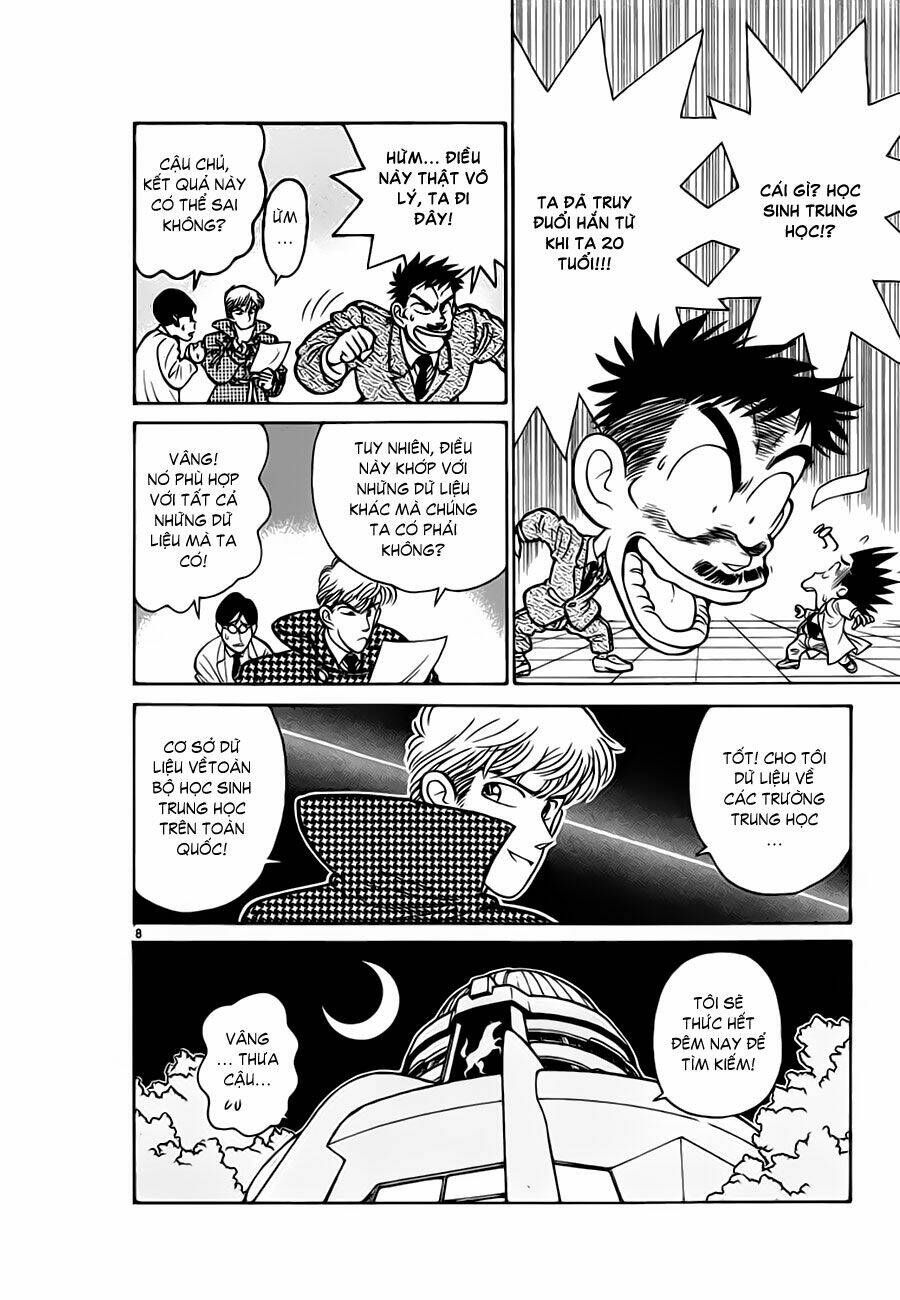 CÁI GÌ? HỌC
SINH TRUNG
HỌC!?
TA ĐÃ TRUY
ĐUỔI HẮN TỪ
KHI TA 20
TUỔI!!!
HỪM... ĐIỀU
NÀY THẬT VÔ
LÝ, TA ĐI
ĐÂY!
ỪM
...
CẬU CHỦ,
KẾT QUẢ NÀY
CÓ THỂ SAI
KHÔNG?
TUY NHIÊN, ĐIỀU
NÀY KHỚP VỚI
NHỮNG DỮ LIỆU
KHÁC MÀ CHÚNG
TA CÓ PHẢI
KHÔNG?
VÂNG!
NÓ PHÙ HỢP
VỚI TẤT CẢ
NHỮNG DỮ
LIỆU MÀ TA
CÓ!
TỐT! CHO TÔI
DỮ LIỆU VỀ
CÁC TRƯỜNG
TRUNG HỌC
...
CƠ SỞ DỮ
LIỆU VỀTOÀN
BỘ HỌC SINH
TRUNG HỌC
TRÊN TOÀN
QUỐC!
8
TÔI SẼ
THỨC HẾT
ĐÊM NAY ĐỂ
TÌM KIẾM!
VÂNG
... THƯA
CẬU...